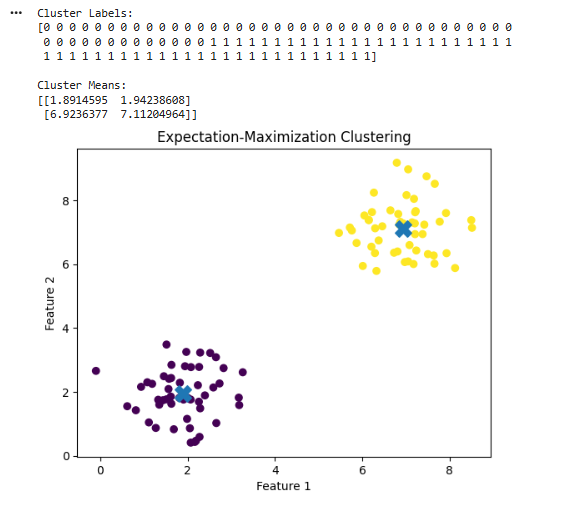 Cluster Labels:
[0 0 0 0 0 0 0 0 0 0 0 0 0 0 0 0 0 0 0 0 0 0 0 0 0 0 0 0 0 0 0 0 0 0 0 0 0
0 0 0 0 0 0 0 0 0 0 0 0 0 1 1 1 1 1 1 1 1 1 1 1 1 1 1 1 1 1 1 1 1 1 1 1 1
1 1 1 1 1 1 1 1 1 1 1 1 1 1 1 1 1 1 1 1 1 1 1 1 1 1]
Cluster Means:
[[1.8914595 1.94238608]
[6.9236377 7.11204964]]
Expectation-Maximization Clustering
8
6
4
2
0
Feature 2
0 2 4 6 8
Feature 1